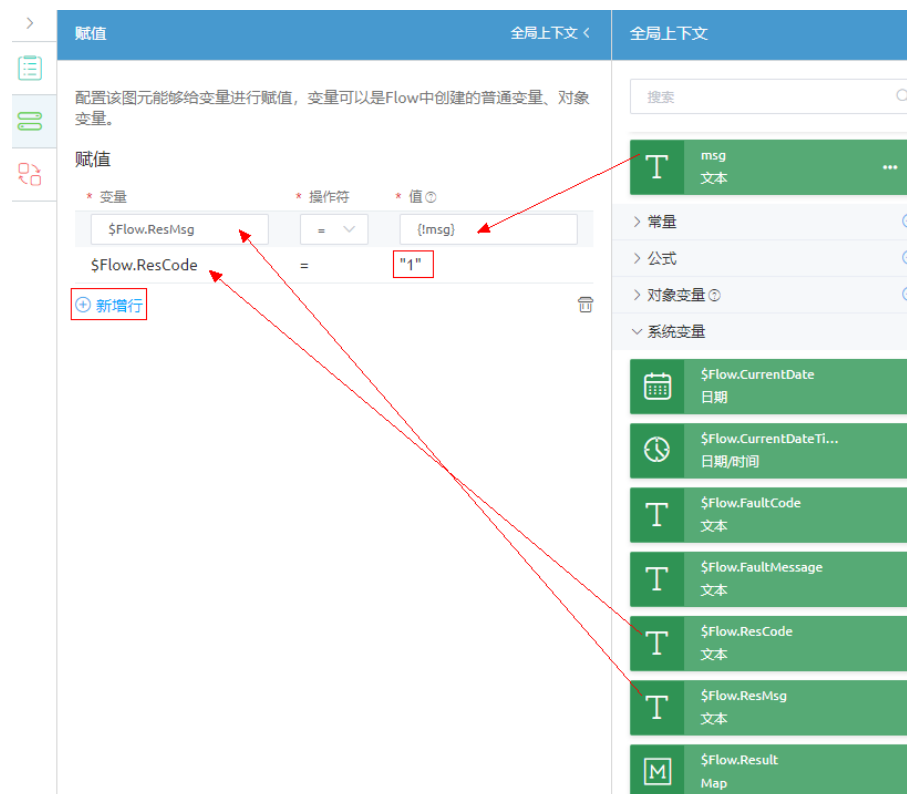 赋值
全局上下文
配置该图元能够给变量进行赋值，变量可以是Flow中创建的普通变量、对象
变量。
赋值
* 变量
* 操作符
* 值
$Flow.ResMsg
=
{!msg}
$Flow.ResCode
=
"1"
新增行
全局上下文
搜索
msg
文本
常量
公式
对象变量
系统变量
$Flow.CurrentDate
日期
$Flow.CurrentDateTi...
日期/时间
$Flow.FaultCode
文本
$Flow.FaultMessage
文本
$Flow.ResCode
文本
$Flow.ResMsg
文本
$Flow.Result
Map